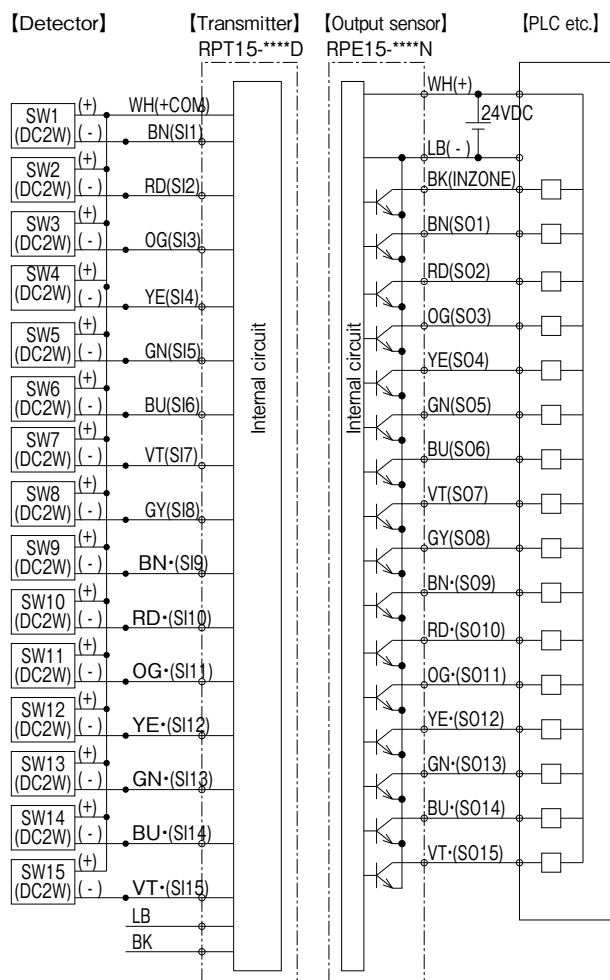 【Detector】 【Transmitter】 【Output sensor】 【PLC etc.】
RPT15-****D RPE15-****N
SW1
(DC2W)
(+)
(-)
WH(+COM)
BN(SI1)
SW2
(DC2W)
(+)
(-)
RD(SI2)
SW3
(DC2W)
(+)
(-)
OG(SI3)
SW4
(DC2W)
(+)
(-)
YE(SI4)
SW5
(DC2W)
(+)
(-)
GN(SI5)
SW6
(DC2W)
(+)
(-)
BU(SI6)
SW7
(DC2W)
(+)
(-)
VT(SI7)
SW8
(DC2W)
(+)
(-)
GY(SI8)
SW9
(DC2W)
(+)
(-)
BN•(SI9)
SW10
(DC2W)
(+)
(-)
RD•(SI10)
SW11
(DC2W)
(+)
(-)
OG•(SI11)
SW12
(DC2W)
(+)
(-)
YE•(SI12)
SW13
(DC2W)
(+)
(-)
GN•(SI13)
SW14
(DC2W)
(+)
(-)
BU•(SI14)
SW15
(DC2W)
(+)
(-)
VT•(SI15)
LB
BK
Internal circuit
Internal circuit
WH(+)
24VDC
LB(-)
BK(INZONE)
BN(SO1)
RD(SO2)
OG(SO3)
YE(SO4)
GN(SO5)
BU(SO6)
VT(SO7)
GY(SO8)
BN•(SO9)
RD•(SO10)
OG•(SO11)
YE•(SO12)
GN•(SO13)
BU•(SO14)
VT•(SO15)